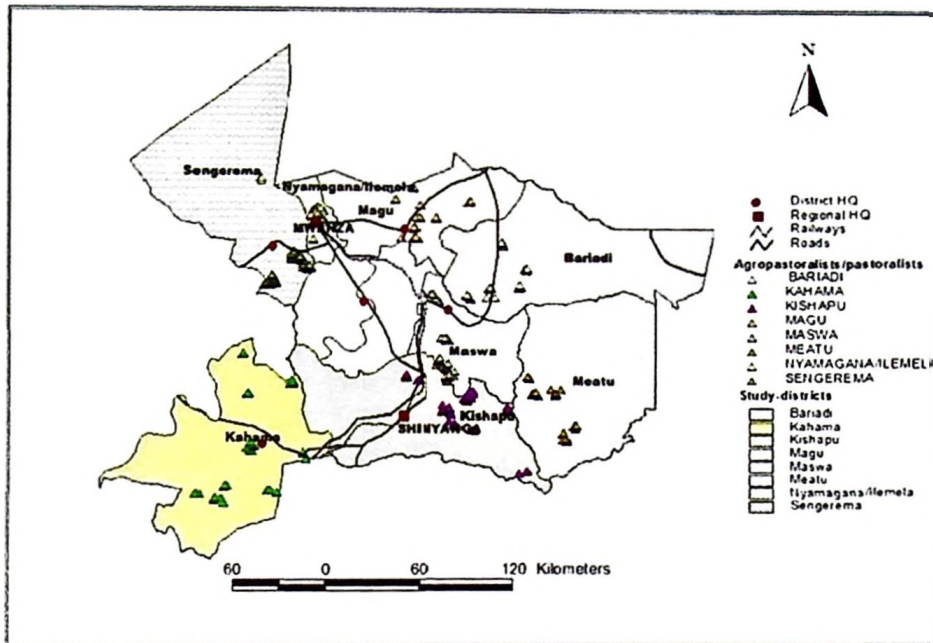 N
Sengerema
Nyamagana/Ilemela
Magu
MWANZA
Bariadi
Maswa
Meatu
Kishapu
SHINYANGA
Kahama
60 0 60 120 Kilometers
District HQ
Regional HQ
Railways
Roads
Agropastoralists/pastoralists
BARIADI
KAHAMA
KISHAPU
MAGU
MASWA
MEATU
NYAMAGANA/ILEMELA
SENGEREMA
Study-districts
Bariadi
Kahama
Kishapu
Magu
Maswa
Meatu
Nyamagana/Ilemela
Sengerema